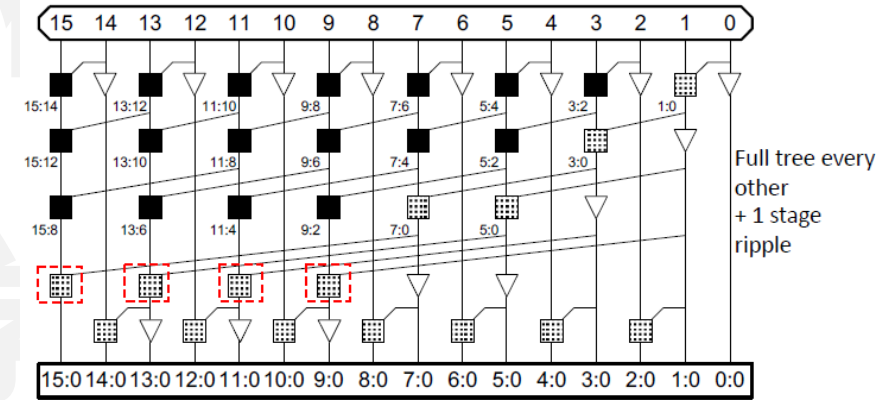 15 14 13 12 11 10 9 8 7 6 5 4 3 2 1 0
15:14 13:12 11:10 9:8 7:6 5:4 3:2 1:0
15:12 13:10 11:8 9:6 7:4 5:2 3:0
Full tree every
other
+ 1 stage
ripple
15:8 13:6 11:4 9:2 7:0 5:0
15:0 14:0 13:0 12:0 11:0 10:0 9:0 8:0 7:0 6:0 5:0 4:0 3:0 2:0 1:0 0:0